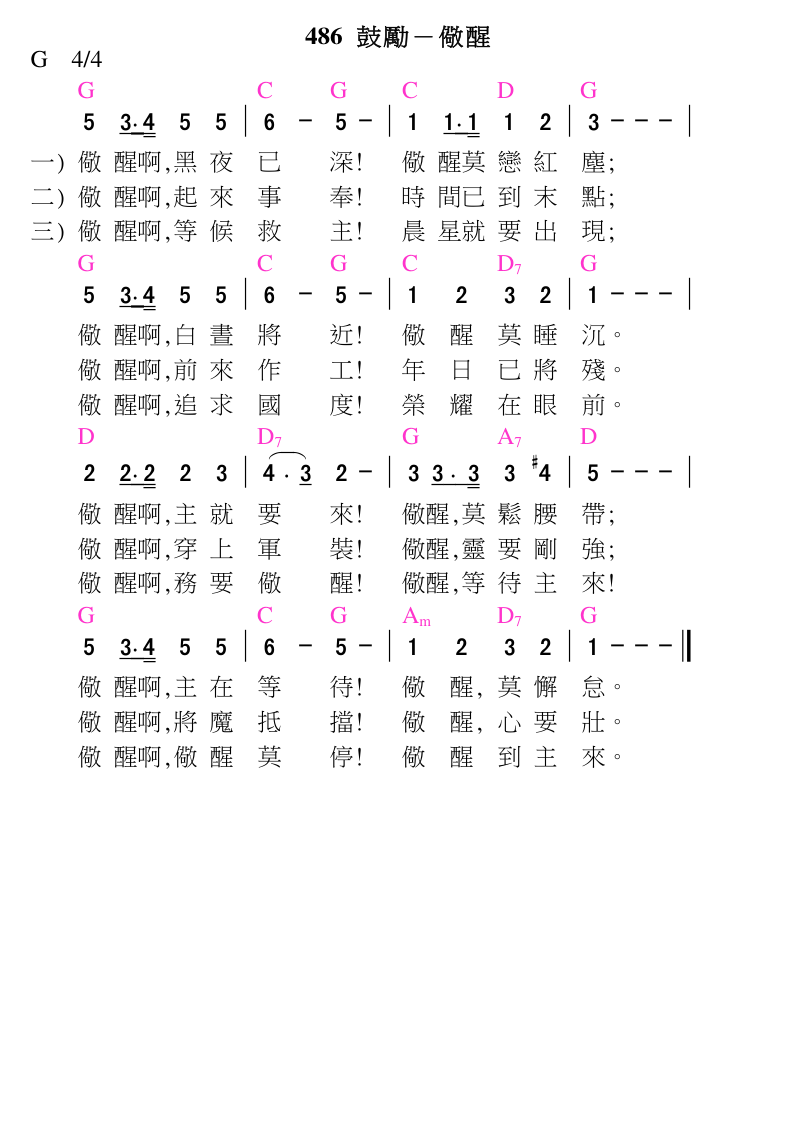 486 鼓勵－儆醒
G 4/4
G C G C D G
5 3·4 5 5 | 6 － 5 － | 1 1·1 1 2 | 3 － － － |
一) 儆 醒啊,黑 夜 已 深! 儆 醒莫 戀 紅 塵;
二) 儆 醒啊,起 來 事 奉! 時 間已 到 末 點;
三) 儆 醒啊,等 候 救 主! 晨 星就 要 出 現;
G C G C D7 G
5 3·4 5 5 | 6 － 5 － | 1 2 3 2 | 1 － － － |
儆 醒啊,白 晝 將 近! 儆 醒 莫 睡 沉。
儆 醒啊,前 來 作 工! 年 日 已 將 殘。
儆 醒啊,追 求 國 度! 榮 耀 在 眼 前。
D D7 G A7 D
2 2·2 2 3 | 4 · 3 2 － | 3 3 · 3 3 #4 | 5 － － － |
儆 醒啊,主 就 要 來! 儆醒,莫 鬆 腰 帶;
儆 醒啊,穿 上 軍 裝! 儆醒,靈 要 剛 強;
儆 醒啊,務 要 儆 醒! 儆醒,等 待 主 來!
G C G Am D7 G
5 3·4 5 5 | 6 － 5 － | 1 2 3 2 | 1 － － － ‖
儆 醒啊,主 在 等 待! 儆 醒, 莫 懈 怠。
儆 醒啊,將 魔 抵 擋! 儆 醒, 心 要 壯。
儆 醒啊,儆 醒 莫 停! 儆 醒 到 主 來。